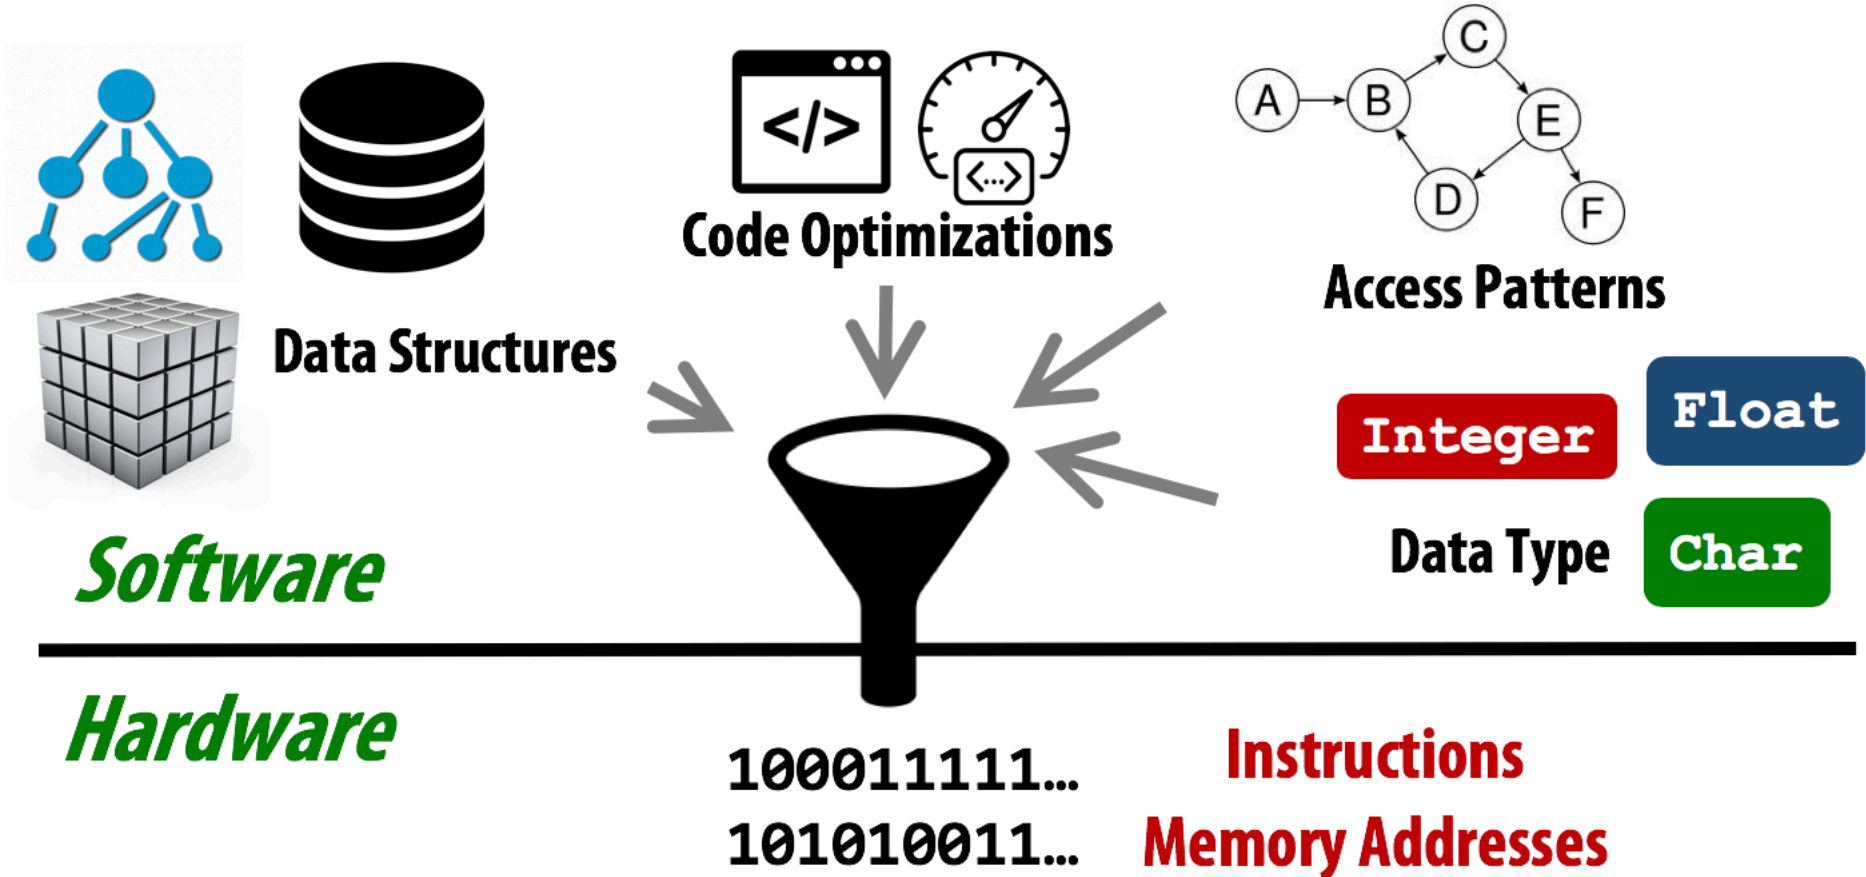 </>
<...>
Code Optimizations
A
B
C
D
E
F
Access Patterns
Data Structures
Integer
Float
Data Type
Char
Software
Hardware
100011111...
Instructions
101010011...
Memory Addresses